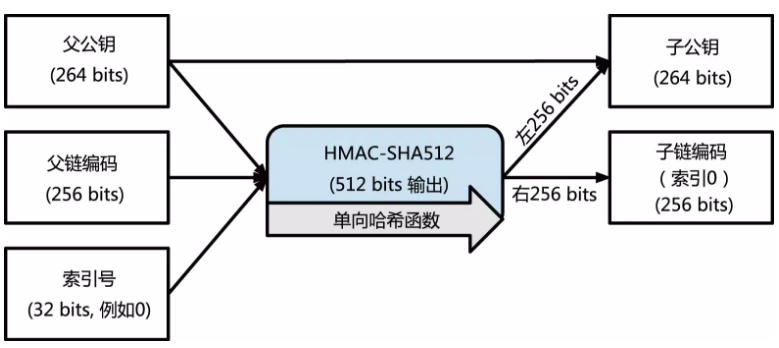 父公钥
(264 bits)
父链编码
(256 bits)
索引号
(32 bits, 例如0)
HMAC-SHA512
(512 bits 输出)
单向哈希函数
左256 bits
右256 bits
子公钥
(264 bits)
子链编码
（索引0）
(256 bits)